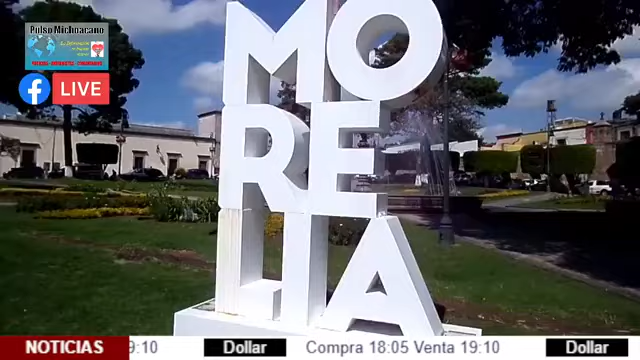 Pulso Michoacano
LIVE
MO
RE
LIA
NOTICIAS
9:10 Dollar Compra 18:05 Venta 19:10 Dollar